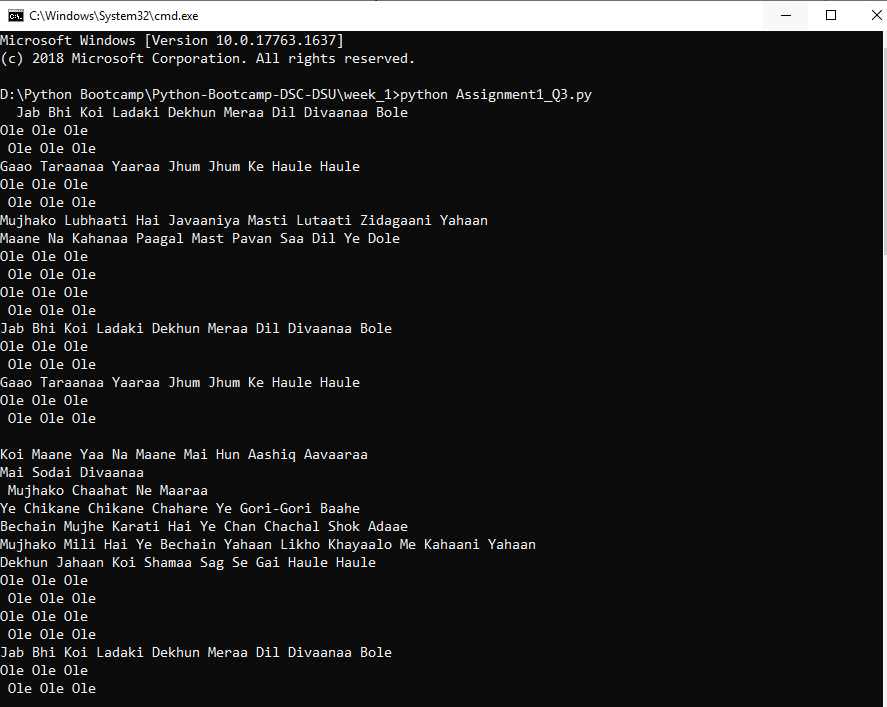 C:\Windows\System32\cmd.exe
Microsoft Windows [Version 10.0.17763.1637]
(c) 2018 Microsoft Corporation. All rights reserved.

D:\Python Bootcamp\Python-Bootcamp-DSC-DSU\week_1>python Assignment1_Q3.py
  Jab Bhi Koi Ladaki Dekhun Meraa Dil Divaanaa Bole
Ole Ole Ole
 Ole Ole Ole
Gaao Taraanaa Yaaraa Jhum Jhum Ke Haule Haule
Ole Ole Ole
 Ole Ole Ole
Mujhako Lubhaati Hai Javaaniya Masti Lutaati Zidagaani Yahaan
Maane Na Kahanaa Paagal Mast Pavan Saa Dil Ye Dole
Ole Ole Ole
 Ole Ole Ole
Ole Ole Ole
 Ole Ole Ole
Jab Bhi Koi Ladaki Dekhun Meraa Dil Divaanaa Bole
Ole Ole Ole
 Ole Ole Ole
Gaao Taraanaa Yaaraa Jhum Jhum Ke Haule Haule
Ole Ole Ole
 Ole Ole Ole

Koi Maane Yaa Na Maane Mai Hun Aashiq Aavaaraa
Mai Sodai Divaanaa
 Mujhako Chaahat Ne Maaraa
Ye Chikane Chikane Chahare Ye Gori-Gori Baahe
Bechain Mujhe Karati Hai Ye Chan Chachal Shok Adaae
Mujhako Mili Hai Ye Bechain Yahaan Likho Khayaalo Me Kahaani Yahaan
Dekhun Jahaan Koi Shamaa Sag Se Gai Haule Haule
Ole Ole Ole
 Ole Ole Ole
Ole Ole Ole
 Ole Ole Ole
Jab Bhi Koi Ladaki Dekhun Meraa Dil Divaanaa Bole
Ole Ole Ole
 Ole Ole Ole